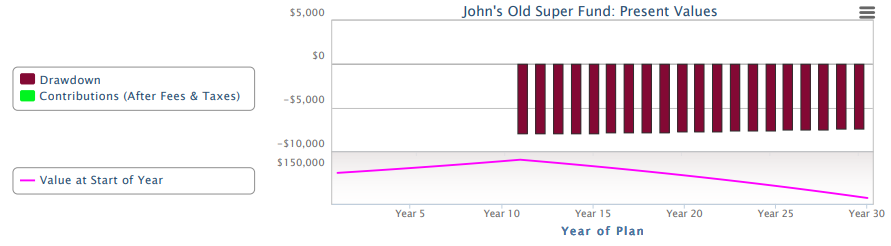 John's Old Super Fund: Present Values
$5,000
$0
-$5,000
-$10,000
$150,000
Drawdown
Contributions (After Fees & Taxes)
Value at Start of Year
Year 5
Year 10
Year 15
Year 20
Year 25
Year 30
Year of Plan